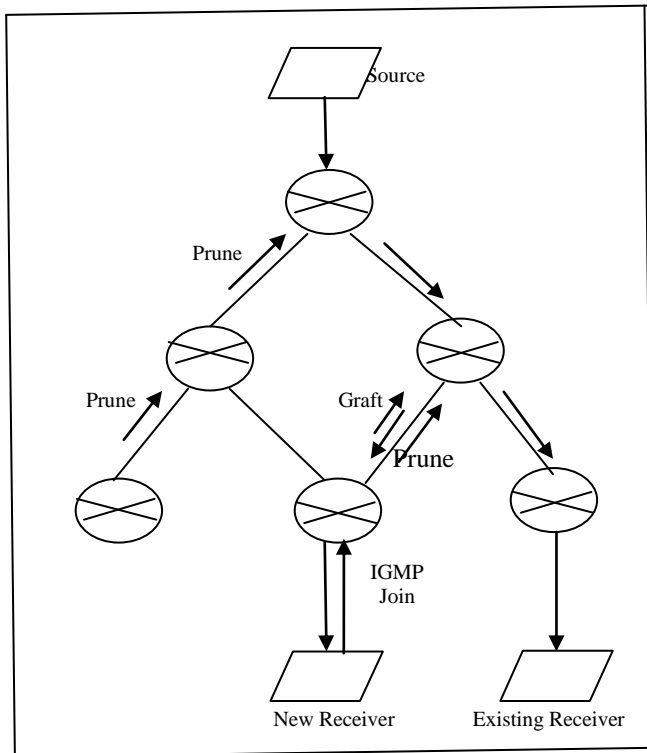 Source
Prune
Prune
Graft
Prune
IGMP
Join
New Receiver
Existing Receiver